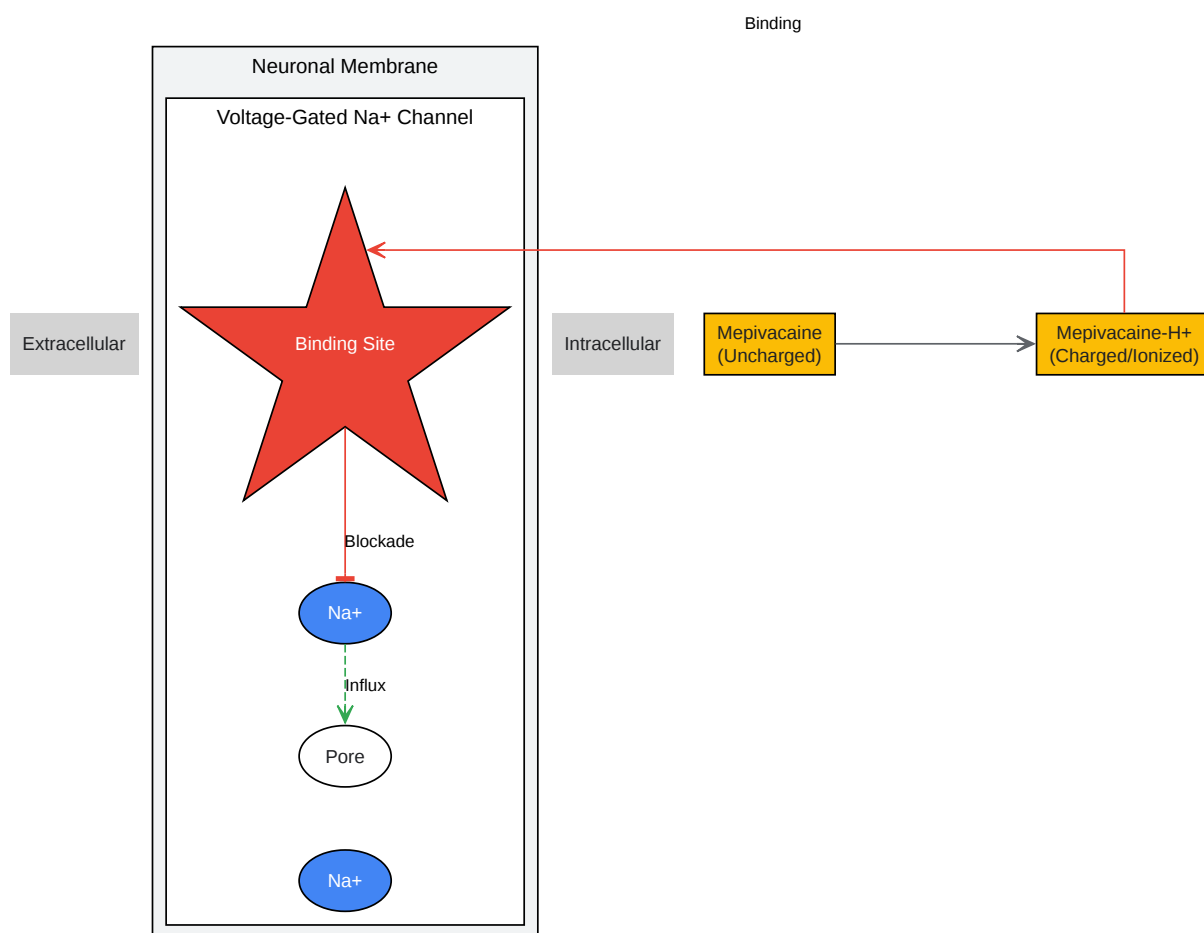 Binding
Neuronal Membrane
Voltage-Gated Na+ Channel
Extracellular
Binding Site
Intracellular
Mepivacaine
(Uncharged)
Mepivacaine-H+
(Charged/Ionized)
Blockade
Na+
Influx
Pore
Na+